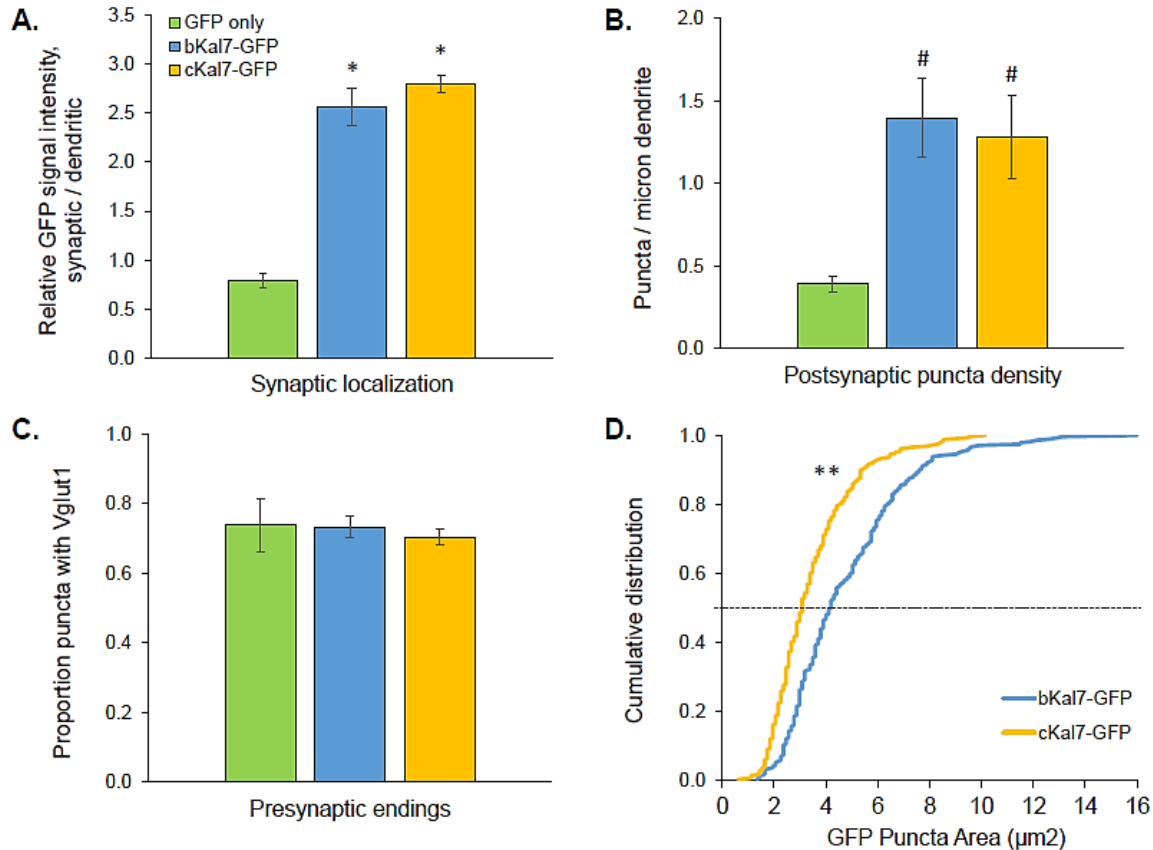 A.
Relative GFP signal intensity,
synaptic / dendritic
3.5
3.0
2.5
2.0
1.5
1.0
0.5
0.0
GFP only
bKal7-GFP
cKal7-GFP
*
*
Synaptic localization
B.
Puncta / micron dendrite
2.0
1.5
1.0
0.5
0.0
#
#
Postsynaptic puncta density
C.
Proportion puncta with Vglut1
1.0
0.8
0.6
0.4
0.2
0.0
Presynaptic endings
D.
Cumulative distribution
1.0
0.8
0.6
0.4
0.2
0.0
**
bKal7-GFP
cKal7-GFP
0 2 4 6 8 10 12 14 16
GFP Puncta Area (µm2)